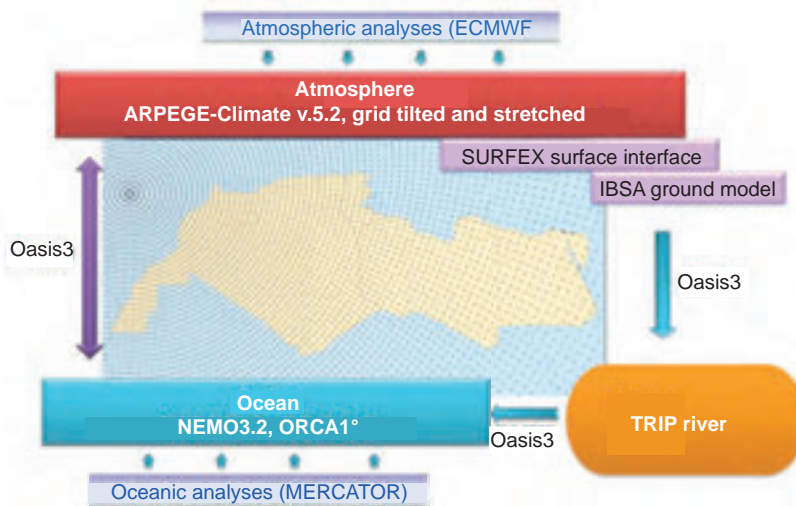 Atmospheric analyses (ECMWF
Atmosphere
ARPEGE-Climate v.5.2, grid tilted and stretched
SURFEX surface interface
IBSA ground model
Oasis3
Oasis3
Ocean
NEMO3.2, ORCA1°
Oasis3
TRIP river
Oceanic analyses (MERCATOR)